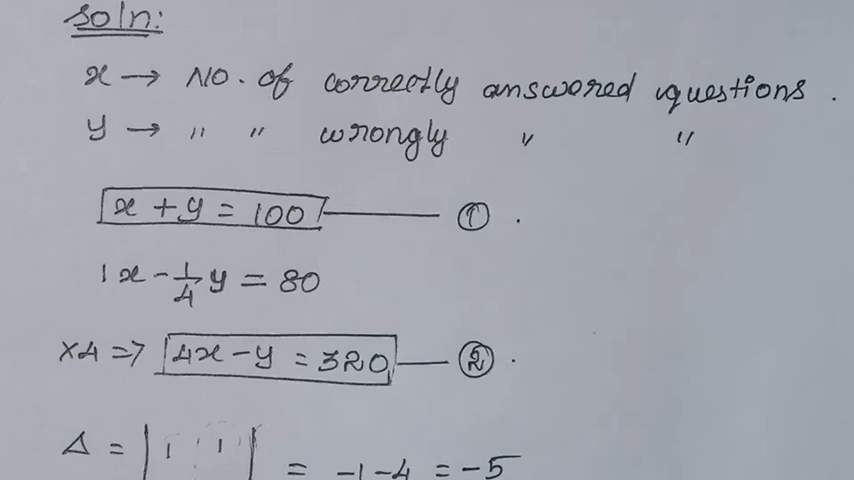 Soln:
x → No. of correctly answered questions.
y → " " wrongly " "
x + y = 100 —— ①.
1x - 1/4 y = 80
×4 => 4x - y = 320 —— ②.
Δ = | 1 1 | = -1-4 = -5